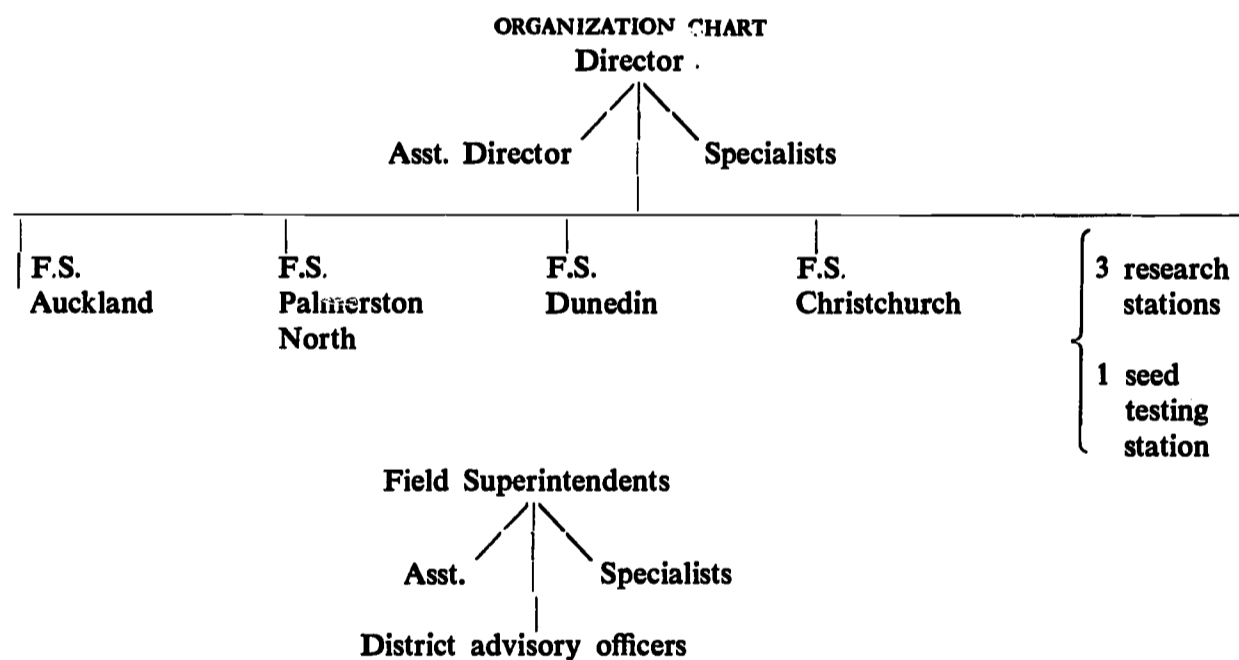 ORGANIZATION CHART
Director
Asst. Director Specialists
F.S. Auckland
F.S. Palmerston North
F.S. Dunedin
F.S. Christchurch
3 research stations
1 seed testing station
Field Superintendents
Asst. Specialists
District advisory officers